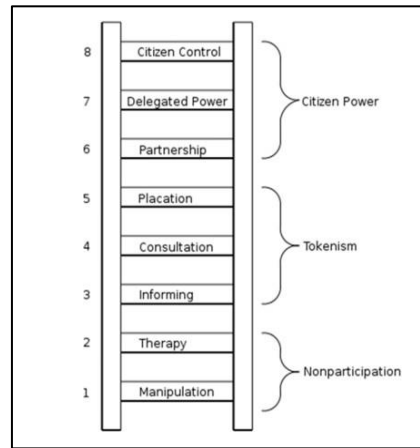 8 Citizen Control
7 Delegated Power
Citizen Power
6 Partnership
5 Placation
4 Consultation
Tokenism
3 Informing
2 Therapy
Nonparticipation
1 Manipulation